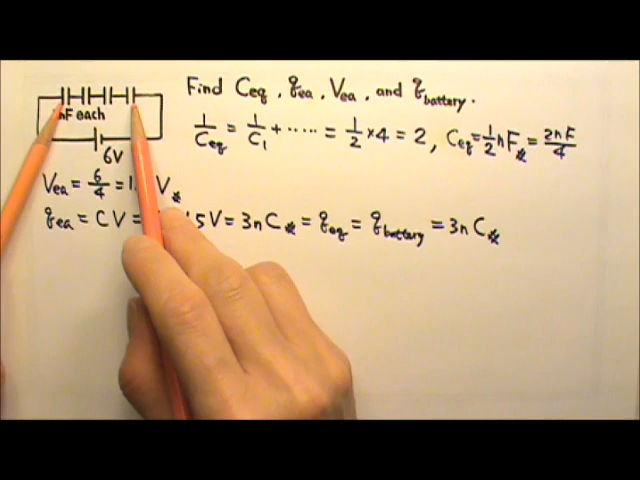 Find Ceq, qea, Vea, and qbattery.
nF each
1/Ceq = 1/C1 + ..... = 1/2 * 4 = 2, Ceq = 1/2 nF* = 2nF/4
6V
Vea = 6/4 = 1. V*
qea = CV = .5V = 3nC* = qeq = qbattery = 3nC*